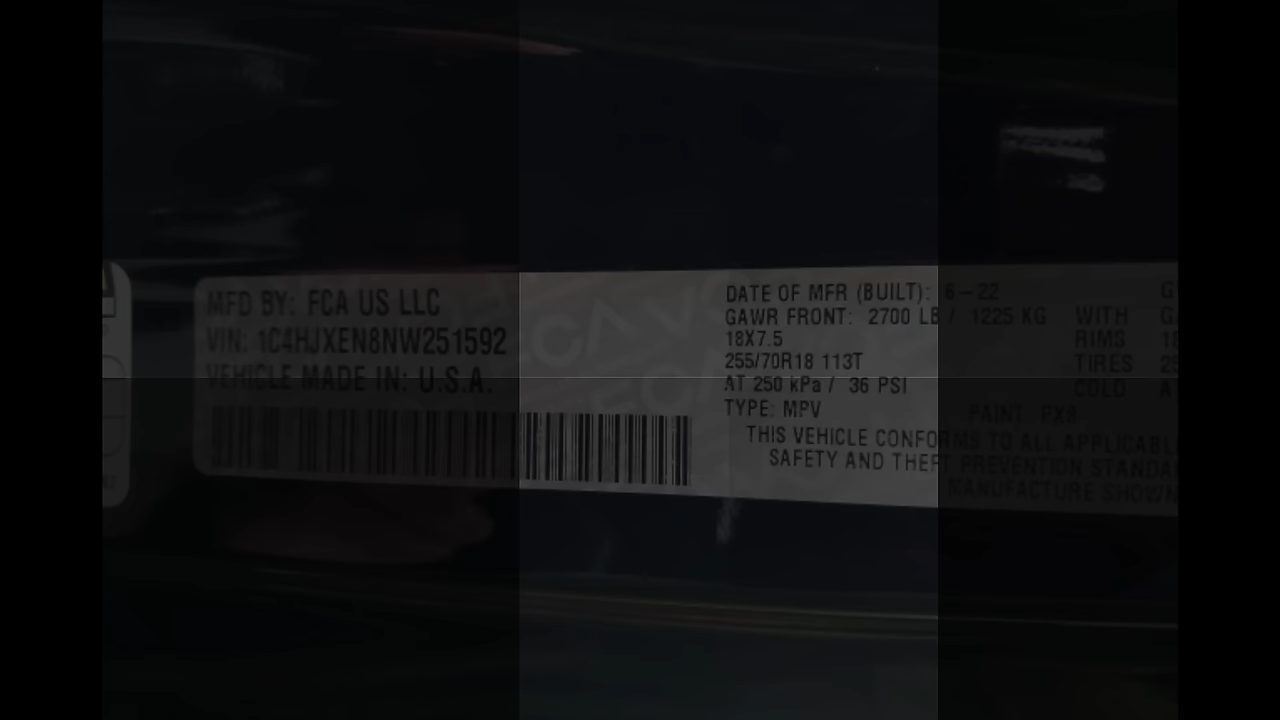 MFD BY: FCA US LLC
VIN: 1C4HJXEN8NW251592
VEHICLE MADE IN: U.S.A.
DATE OF MFR (BUILT): 6-22
GAWR FRONT: 2700 LB / 1225 KG WITH
18X7.5 RIMS
255/70R18 113T TIRES
AT 250 kPa / 36 PSI COLD
TYPE: MPV PAINT: PX8
THIS VEHICLE CONFORMS TO ALL
SAFETY AND THEFT PREVENTION
MANUFACTURE SHOWN